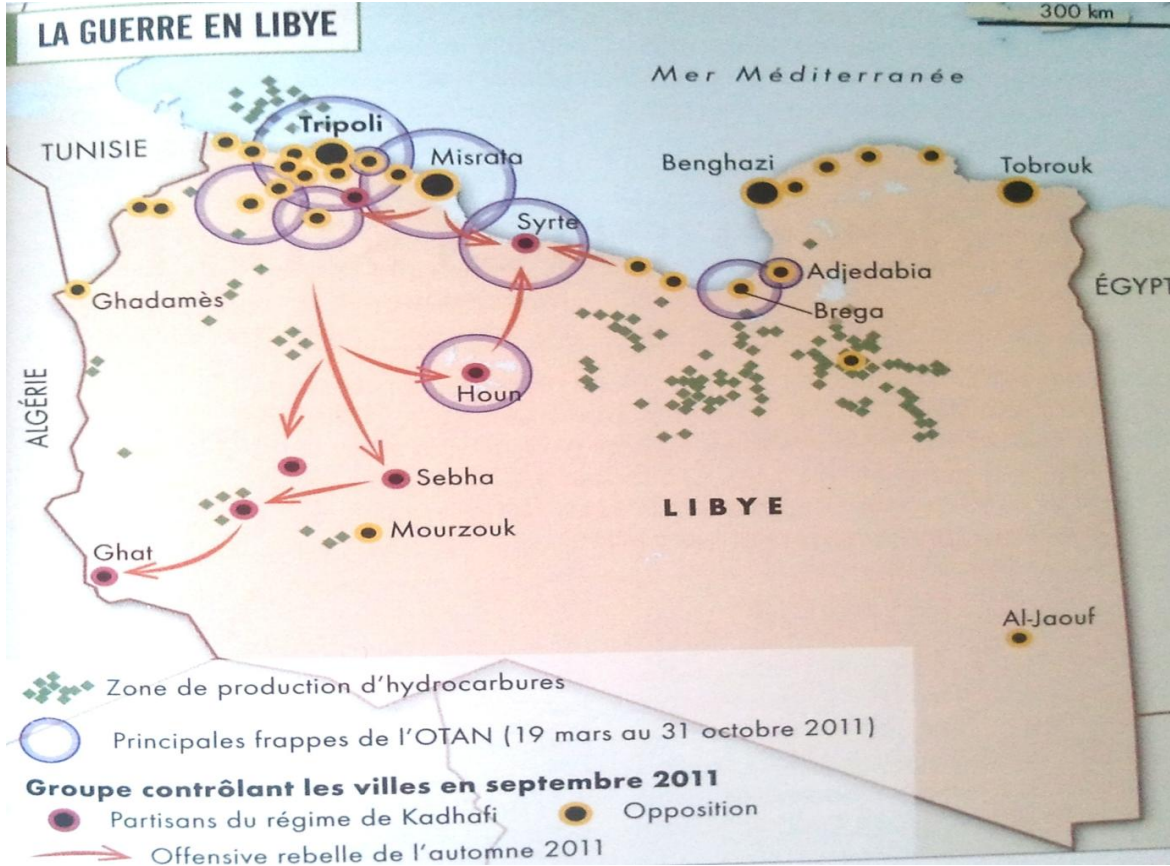 LA GUERRE EN LIBYE
300 km
Mer Méditerranée
TUNISIE
Tripoli
Misrata
Benghazi
Tobrouk
Syrte
Ghadamès
Adjedabia
ÉGYPT
Brega
ALGÉRIE
Houn
Sebha
LIBYE
Mourzouk
Ghat
Al-Jaouf
Zone de production d'hydrocarbures
Principales frappes de l'OTAN (19 mars au 31 octobre 2011)
Groupe contrôlant les villes en septembre 2011
Partisans du régime de Kadhafi
Opposition
Offensive rebelle de l'automne 2011